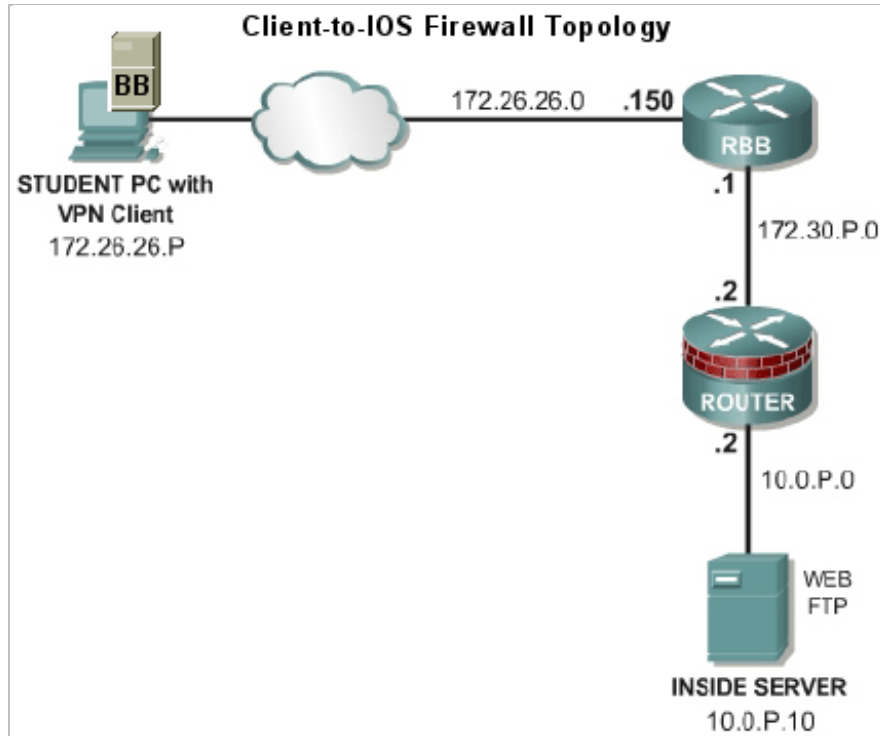 Client-to-IOS Firewall Topology
BB
172.26.26.0
.150
RBB
STUDENT PC with
VPN Client
172.26.26.P
.1
172.30.P.0
.2
ROUTER
.2
10.0.P.0
WEB
FTP
INSIDE SERVER
10.0.P.10